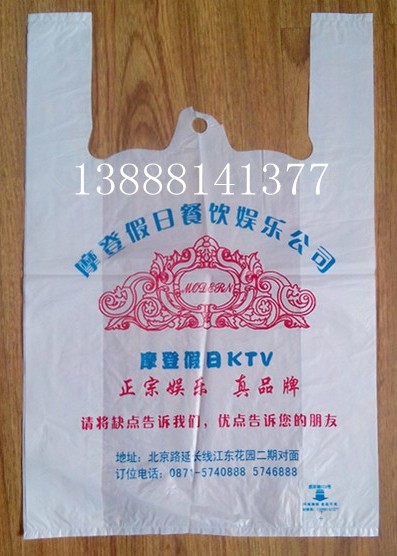 13888141377
摩登假日餐饮娱乐公司
MODERN
摩登假日KTV
正宗娱乐 真品牌
请将缺点告诉我们，优点告诉您的朋友
地址：北京路延长线江东花园二期对面
订位电话：0871-5740888 5746888